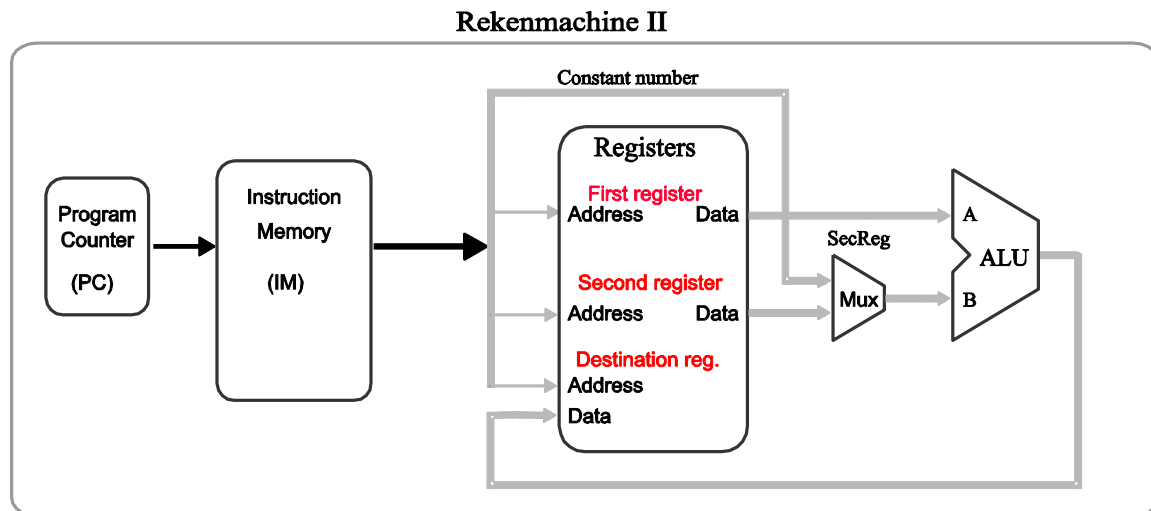 Rekenmachine II
Constant number
Program
Counter
(PC)
Instruction
Memory
(IM)
Registers
First register
Address Data
Second register
Address Data
Destination reg.
Address
Data
SecReg
Mux
A
ALU
B